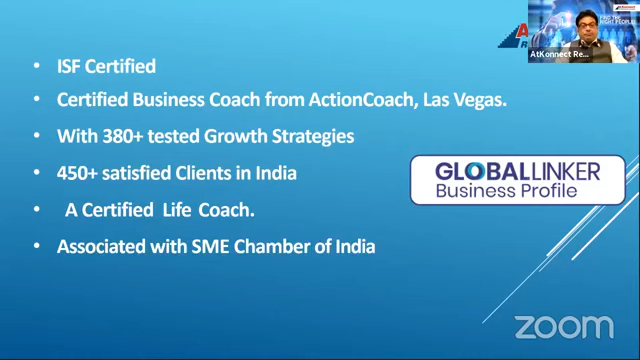 ISF Certified
Certified Business Coach from ActionCoach, Las Vegas.
With 380+ tested Growth Strategies
450+ satisfied Clients in India
A Certified Life Coach.
Associated with SME Chamber of India
GLOBALLINKER
Business Profile
AtKonnect Re...
zoom